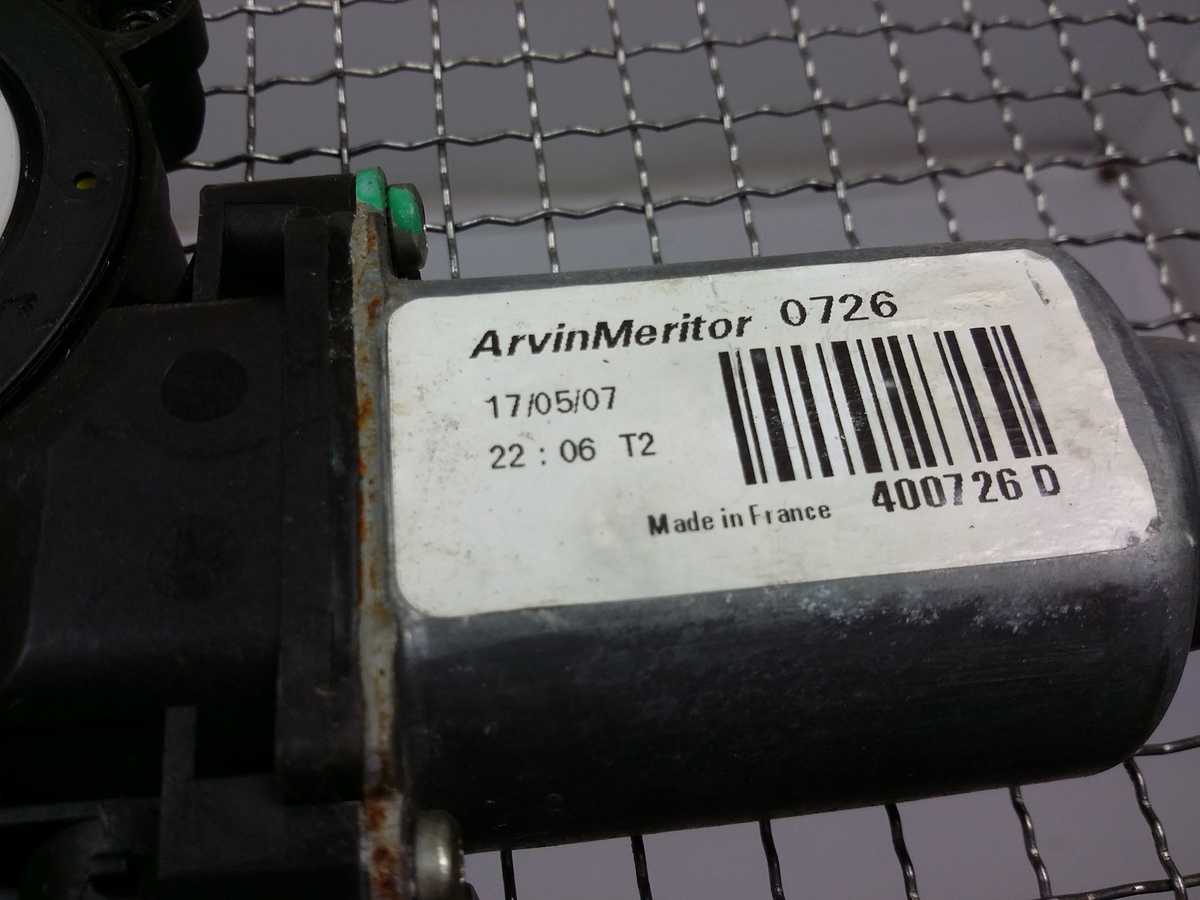 ArvinMeritor 0726
17/05/07
22 : 06 T2
Made in France 400726 D